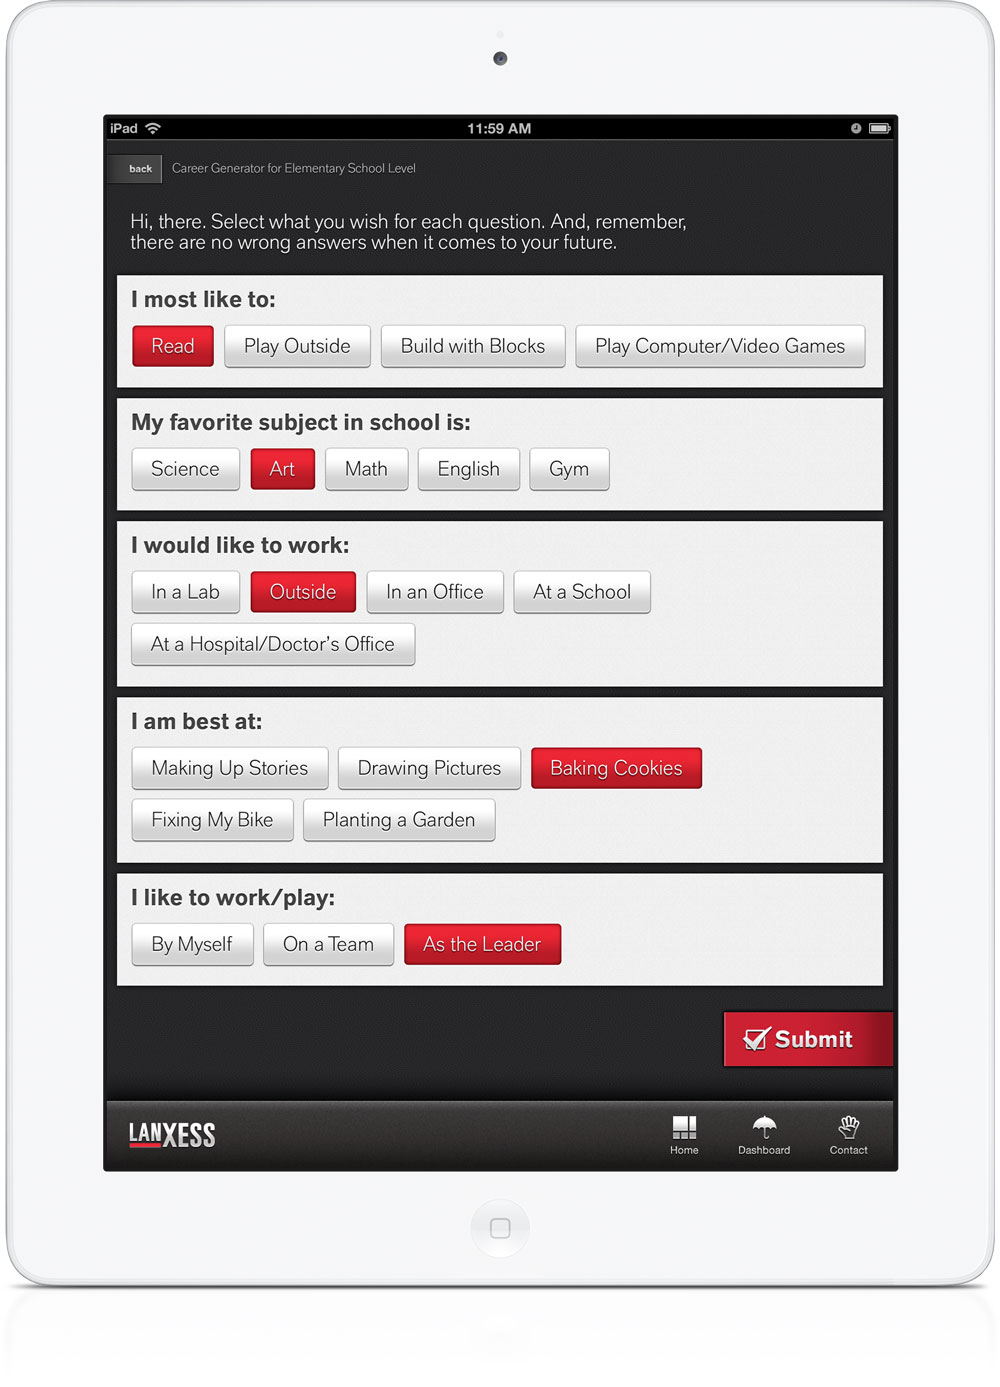 iPad 11:59 AM
back Career Generator for Elementary School Level
Hi, there. Select what you wish for each question. And, remember,
there are no wrong answers when it comes to your future.
I most like to:
Read Play Outside Build with Blocks Play Computer/Video Games
My favorite subject in school is:
Science Art Math English Gym
I would like to work:
In a Lab Outside In an Office At a School
At a Hospital/Doctor’s Office
I am best at:
Making Up Stories Drawing Pictures Baking Cookies
Fixing My Bike Planting a Garden
I like to work/play:
By Myself On a Team As the Leader
Submit
LANXESS
Home Dashboard Contact